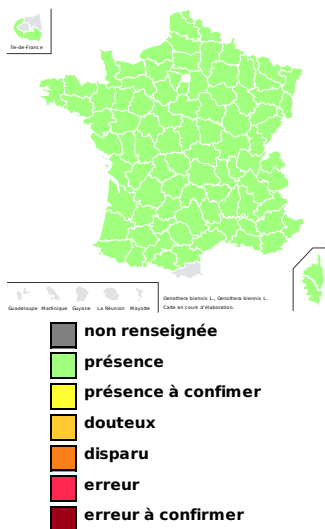 Île-de-France
Guadeloupe Martinique Guyane La Réunion Mayotte
Oenothera biennis L., Oenothera biennis L.
Carte en cours d'élaboration.
non renseignée
présence
présence à confimer
douteux
disparu
erreur
erreur à confirmer